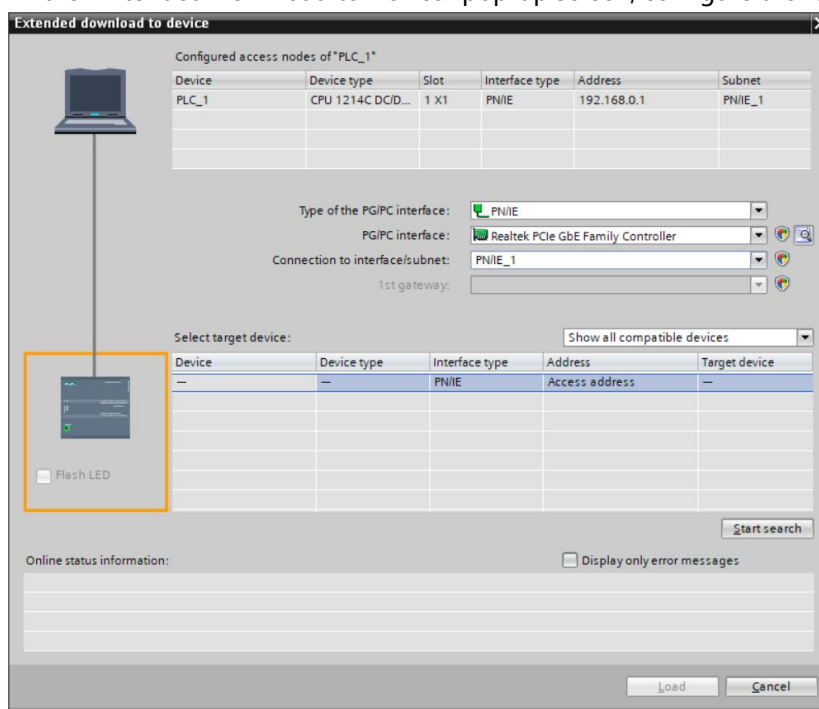 Extended download to device
Configured access nodes of "PLC_1"
Device Device type Slot Interface type Address Subnet
PLC_1 CPU 1214C DC/D... 1 X1 PN/IE 192.168.0.1 PN/IE_1
Type of the PG/PC interface: PN/IE
PG/PC interface: Realtek PCIe GbE Family Controller
Connection to interface/subnet: PN/IE_1
1st gateway:
Select target device: Show all compatible devices
Device Device type Interface type Address Target device
— — PN/IE Access address —
Flash LED
Start search
Online status information: Display only error messages
Load Cancel